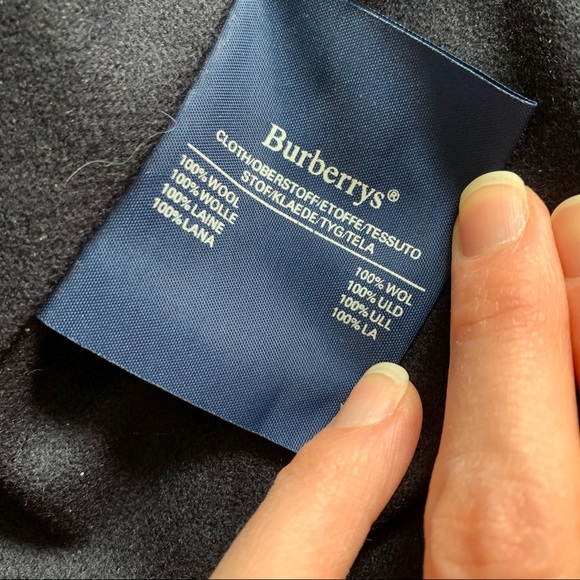 Burberrys®
CLOTH/OBERSTOFF/ETOFFE/TESSUTO
STOF/KLAEDE/TYG/TELA
100% WOOL
100% WOLLE
100% LAINE
100% LANA
100% WOL
100% ULD
100% ULL
100% LA